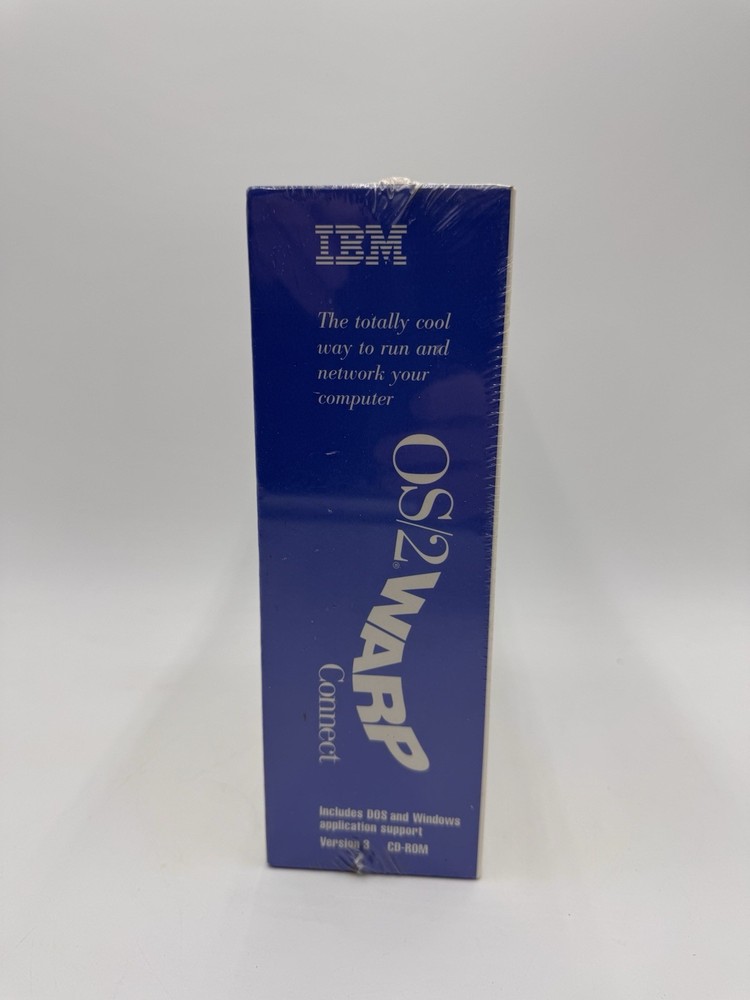 IBM
The totally cool
way to run and
network your
computer
OS/2® WARP
Connect
Includes DOS and Windows
application support
Version 3 CD-ROM